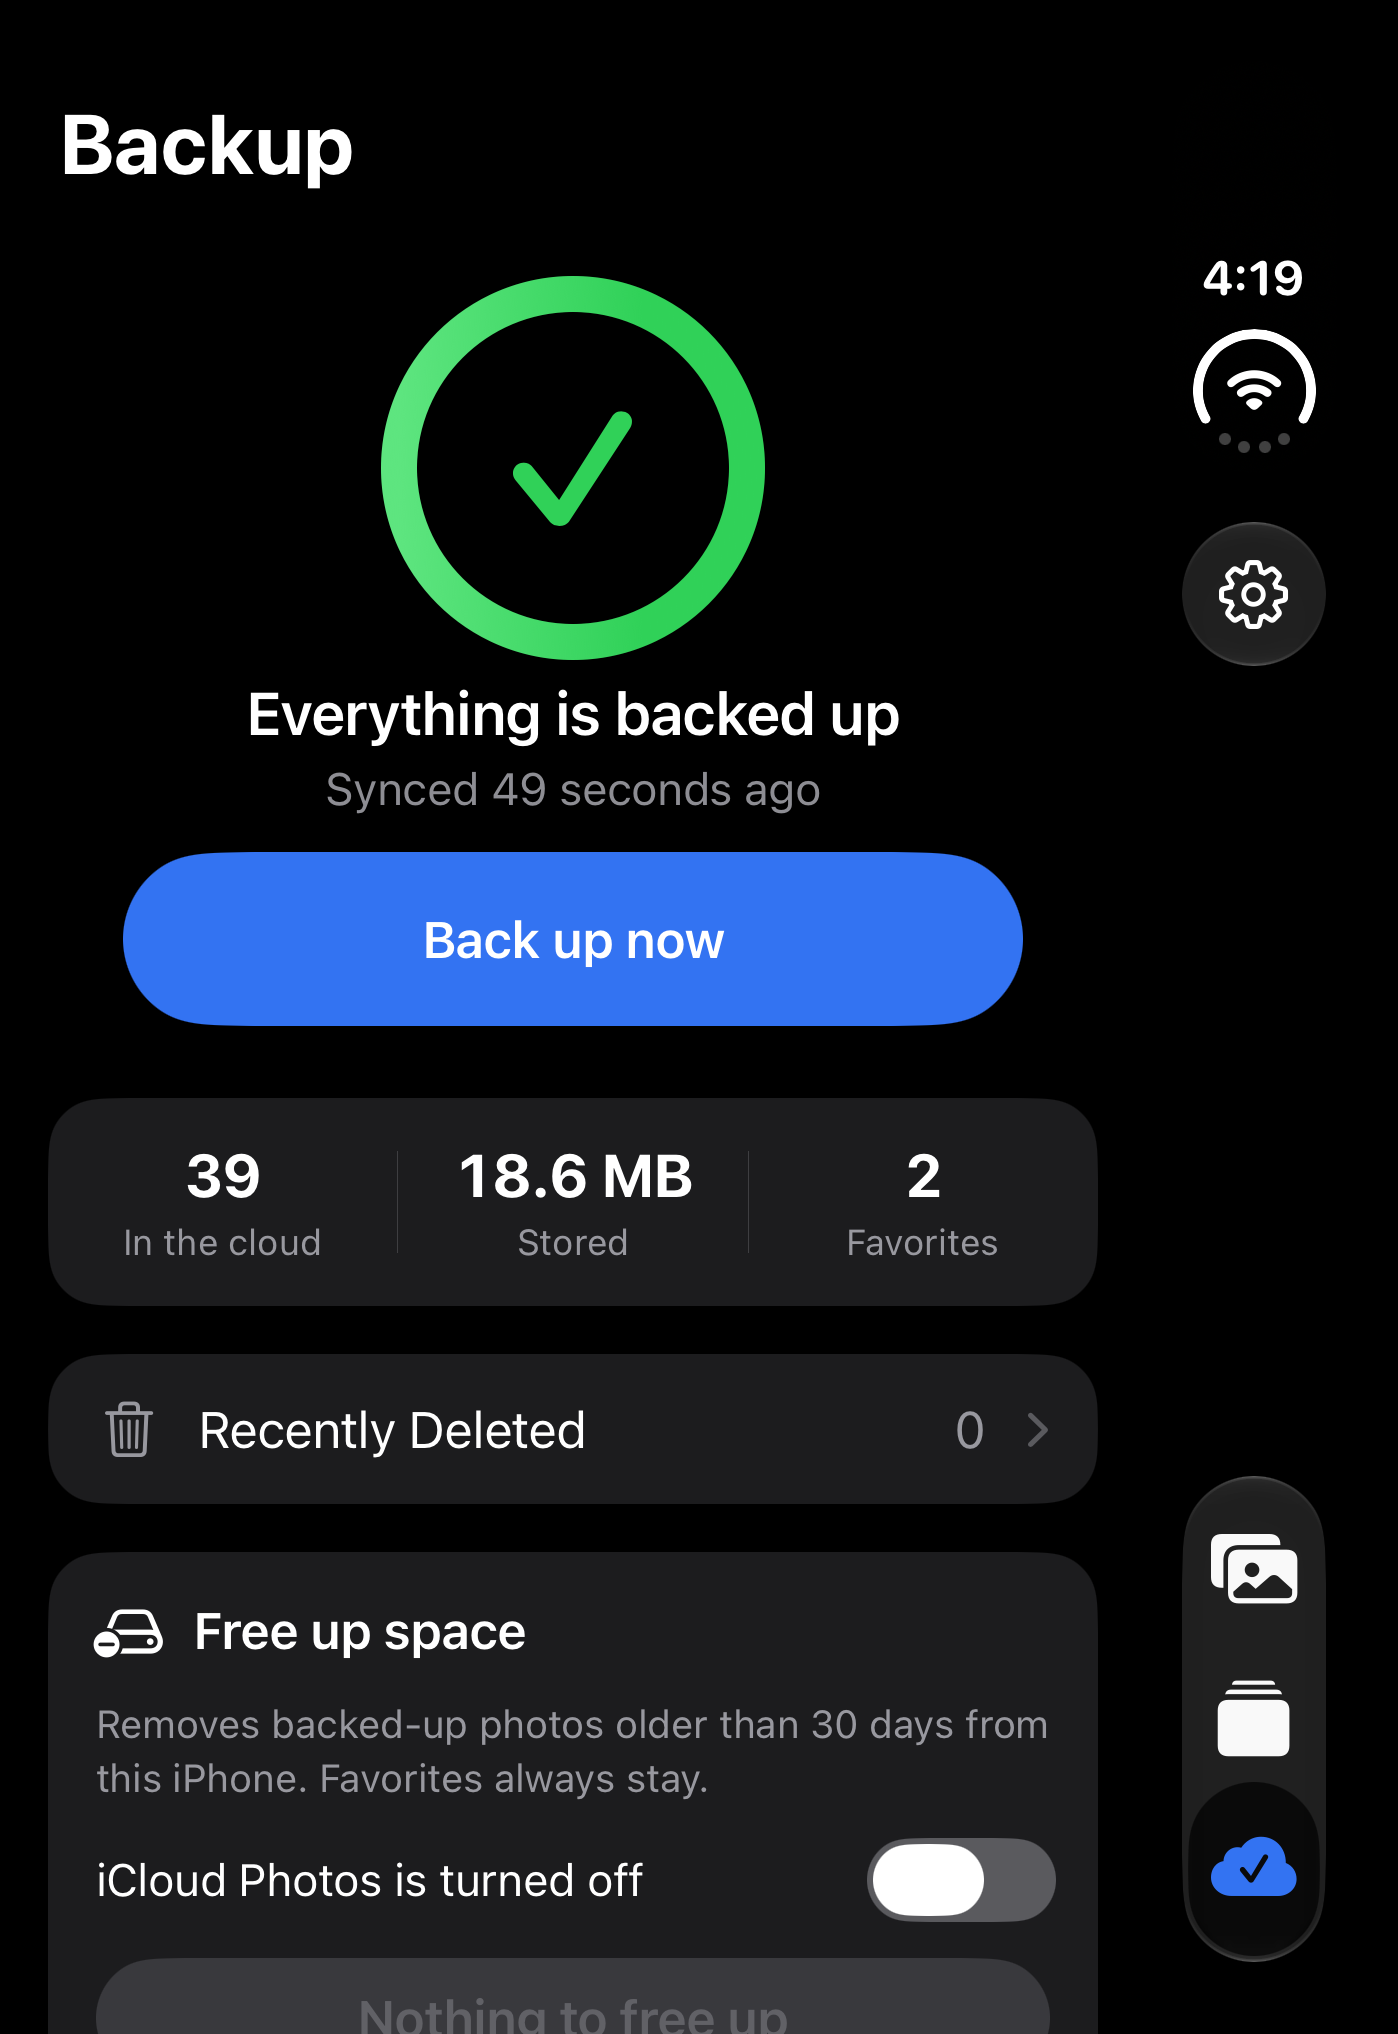 Backup
4:19
Everything is backed up
Synced 49 seconds ago
Back up now
39
In the cloud
18.6 MB
Stored
2
Favorites
Recently Deleted
0
Free up space
Removes backed-up photos older than 30 days from
this iPhone. Favorites always stay.
iCloud Photos is turned off
Nothing to free up